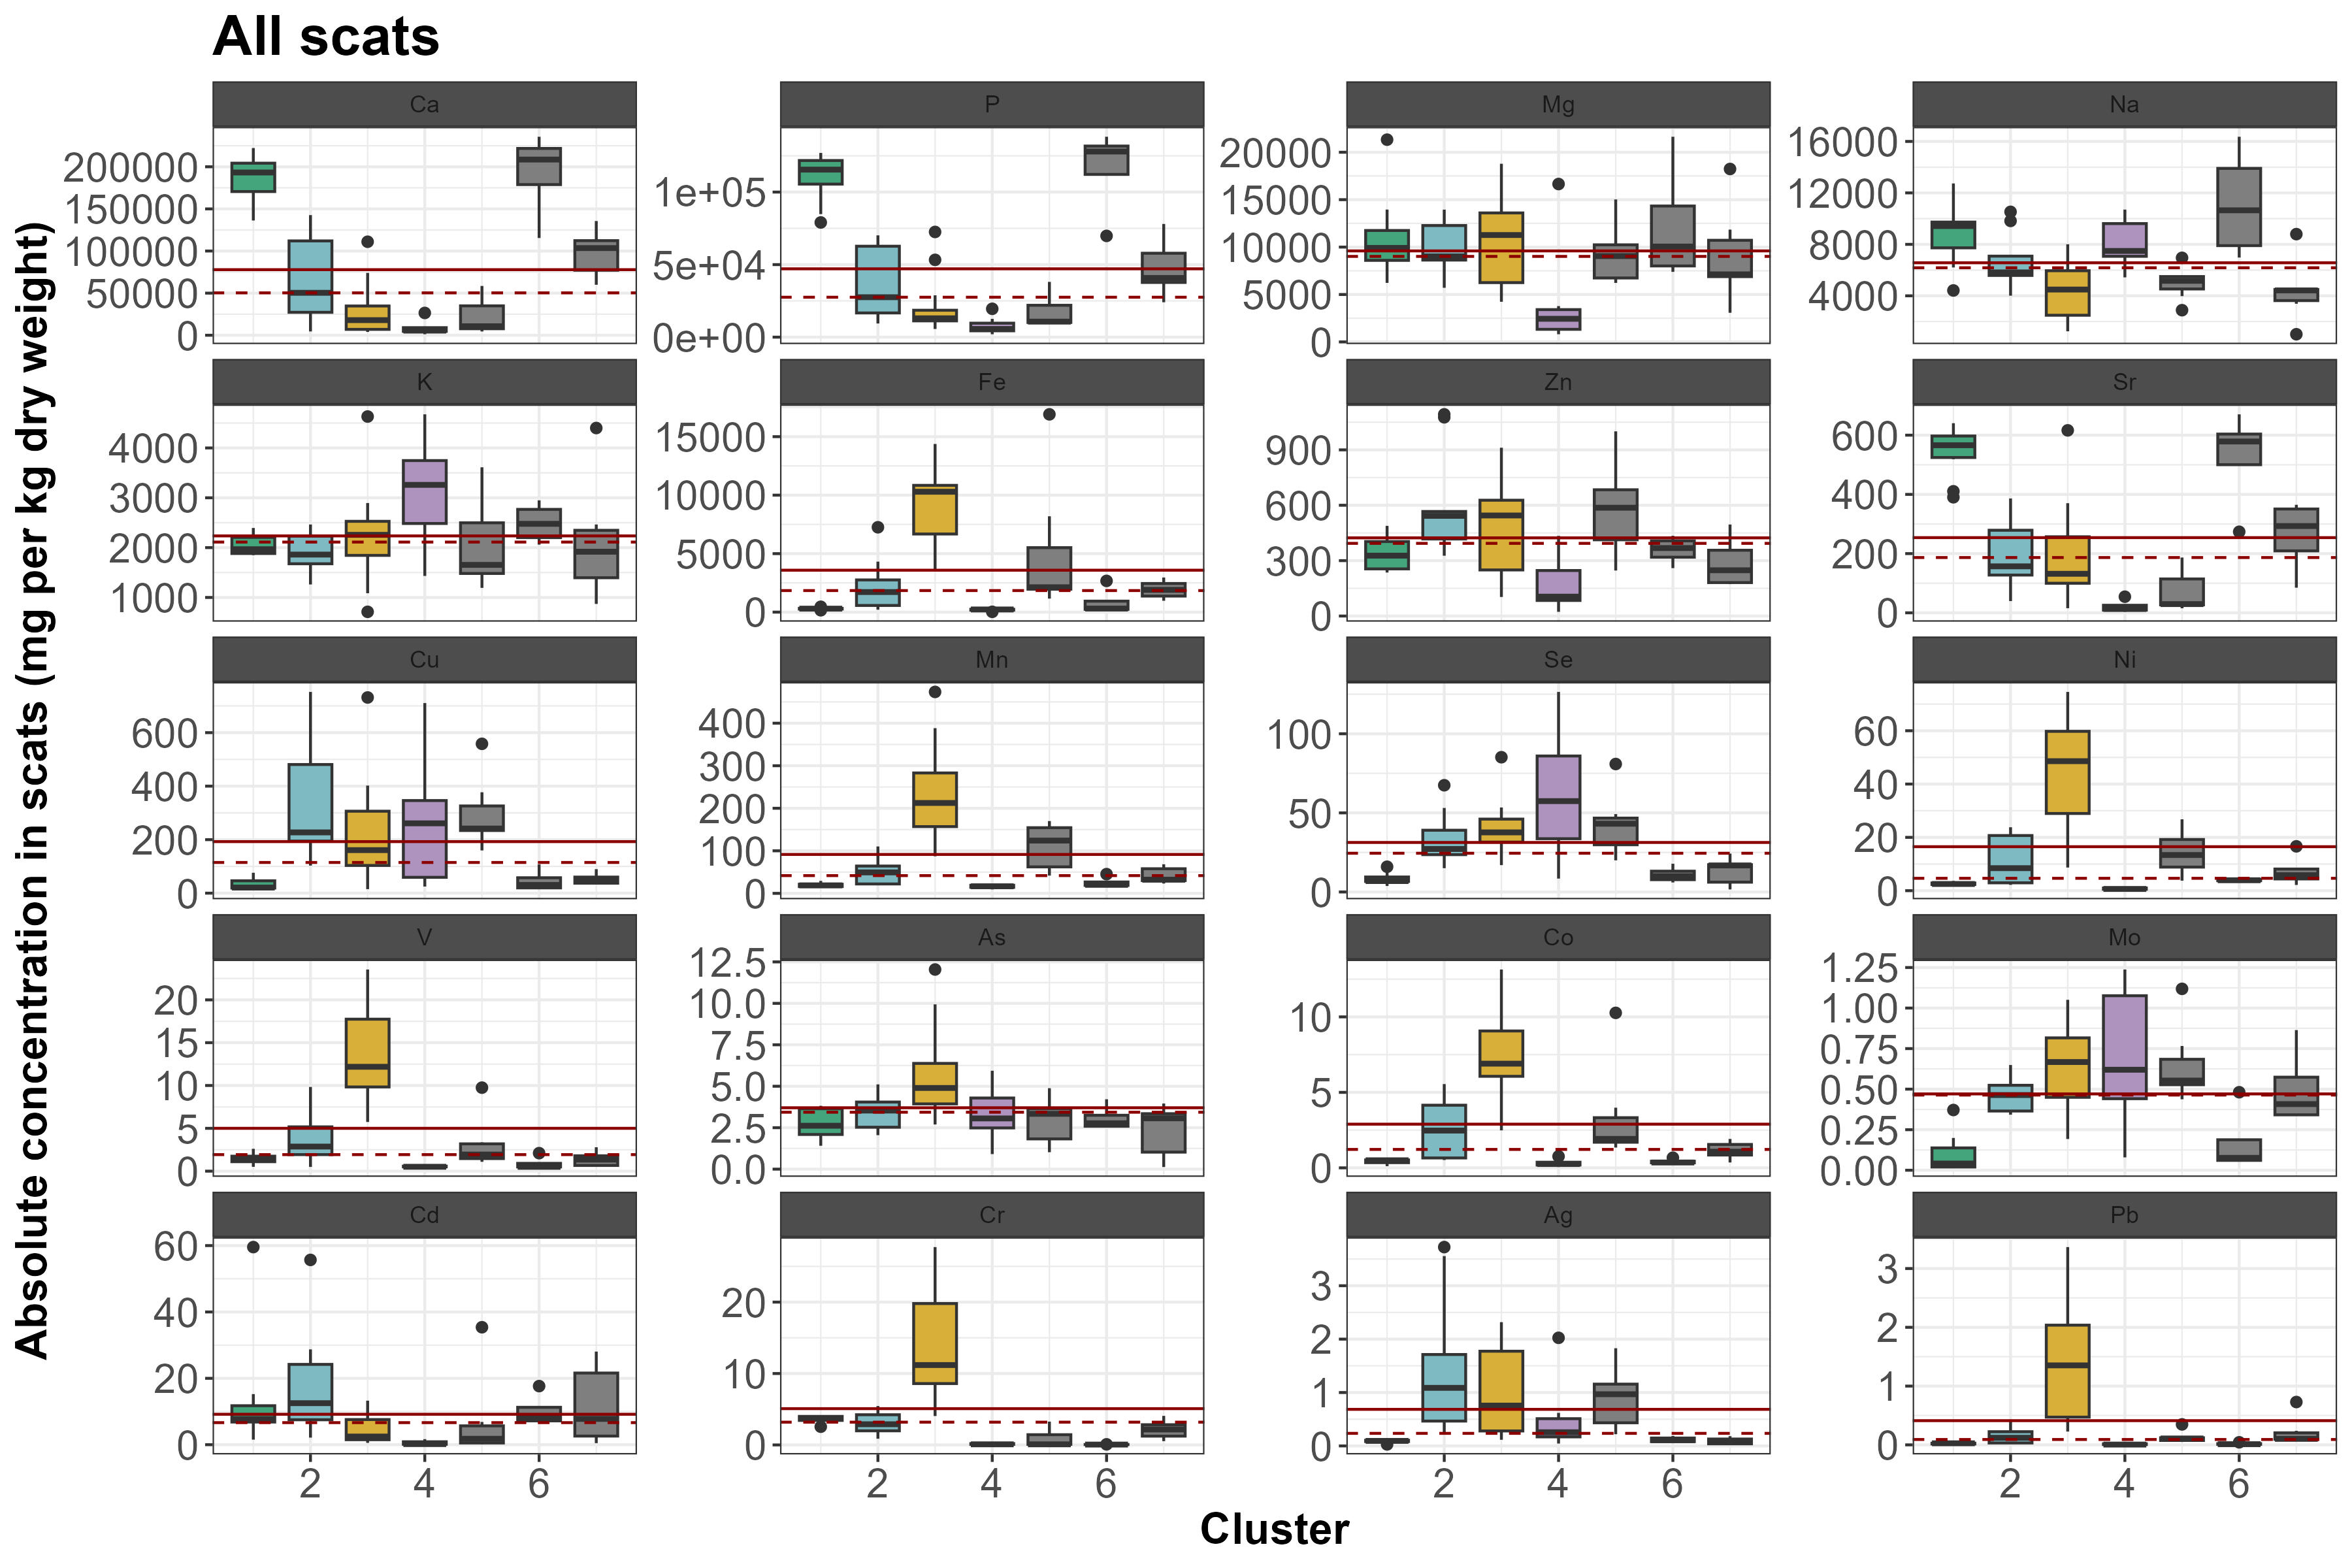 All scats
Absolute concentration in scats (mg per kg dry weight)
Ca P Mg Na
200000 150000 100000 50000 0
1e+05 5e+04 0e+00
20000 15000 10000 5000 0
16000 12000 8000 4000
K Fe Zn Sr
4000 3000 2000 1000
15000 10000 5000 0
900 600 300 0
600 400 200 0
Cu Mn Se Ni
600 400 200 0
400 300 200 100 0
100 50 0
60 40 20 0
V As Co Mo
20 15 10 5 0
12.5 10.0 7.5 5.0 2.5 0.0
10 5 0
1.25 1.00 0.75 0.50 0.25 0.00
Cd Cr Ag Pb
60 40 20 0
20 10 0
3 2 1 0
3 2 1 0
2 4 6 2 4 6 2 4 6 2 4 6
Cluster